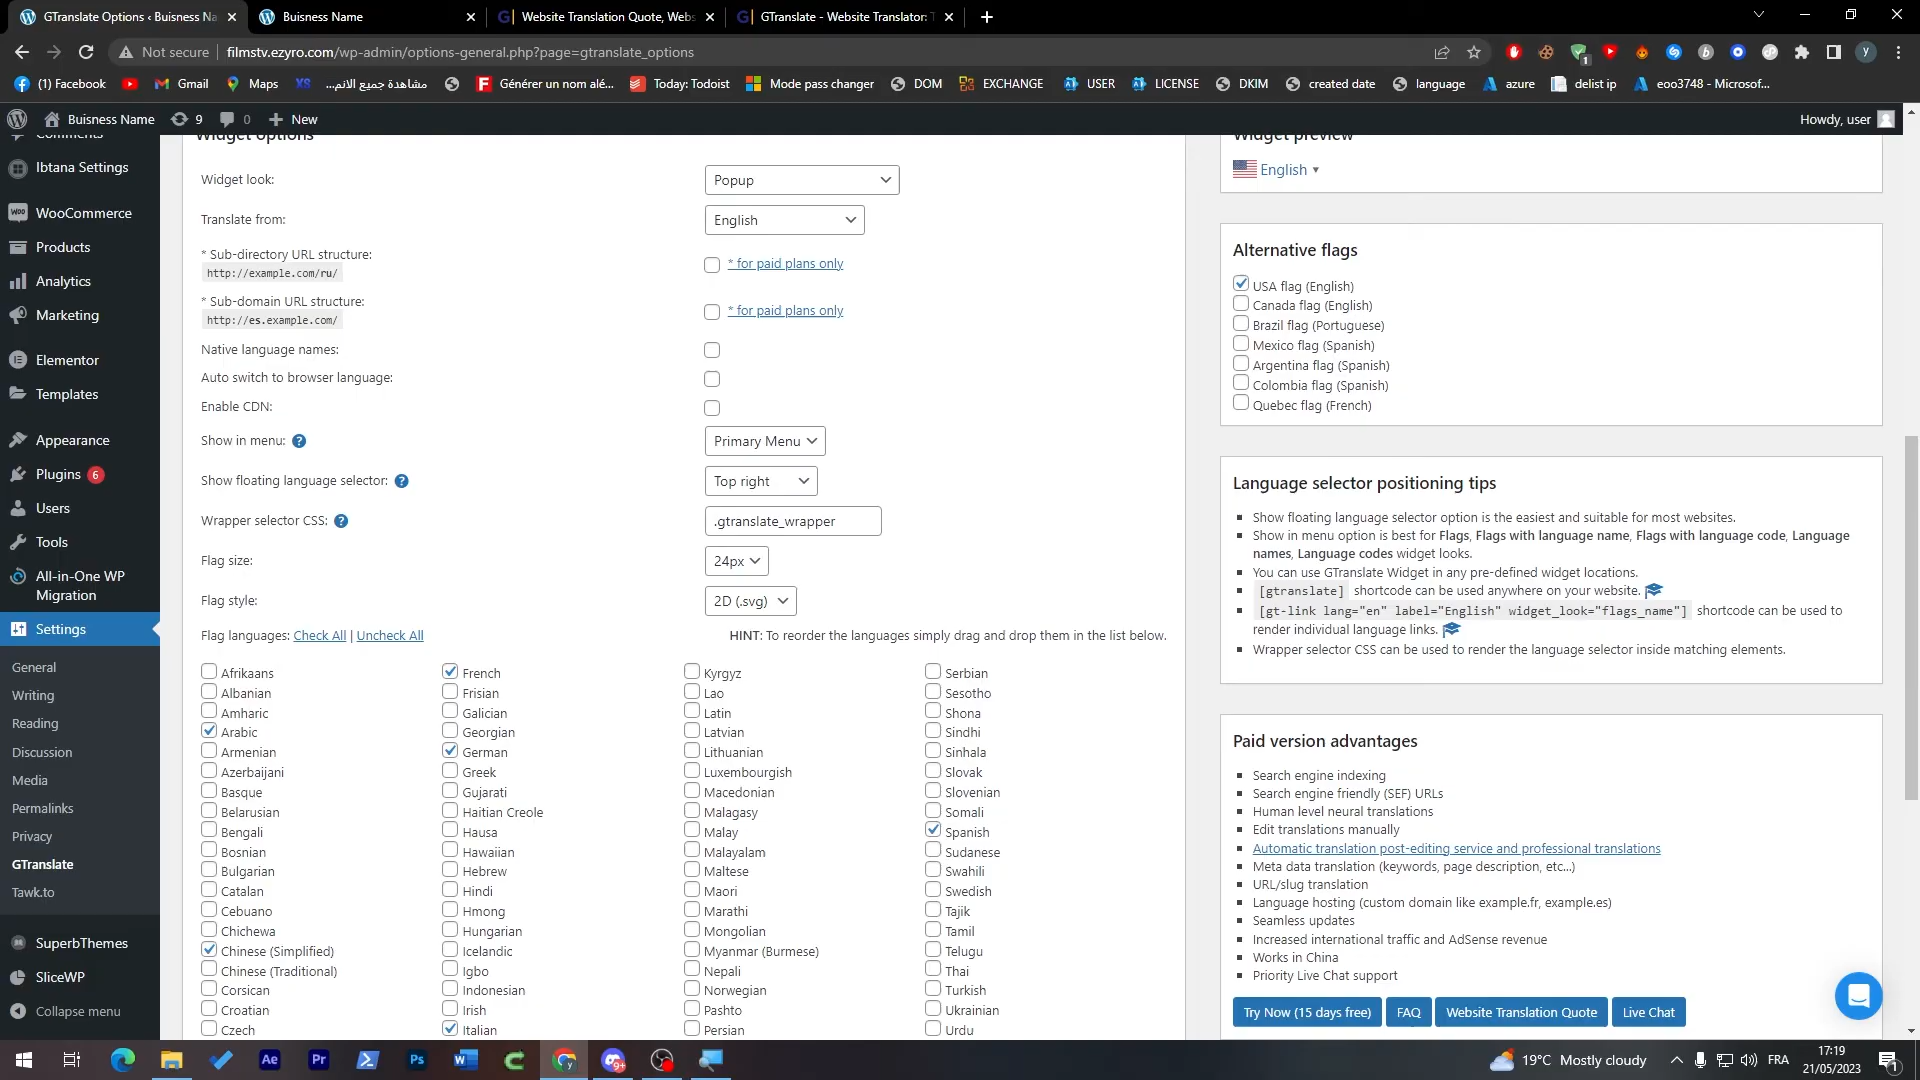 GTranslate Options ‹ Buisness Na
Buisness Name
Website Translation Quote, Webs
GTranslate - Website Translator: T
Not secure
filmstv.ezyro.com/wp-admin/options-general.php?page=gtranslate_options
(1) Facebook
Gmail
Maps
مشاهدة جميع الانم...
Générer un nom alé...
Today: Todoist
Mode pass changer
DOM
EXCHANGE
USER
LICENSE
DKIM
created date
language
azure
delist ip
eoo3748 - Microsof...
Buisness Name
9
0
New
Howdy, user
Comments
Ibtana Settings
WooCommerce
Products
Analytics
Marketing
Elementor
Templates
Appearance
Plugins 6
Users
Tools
All-in-One WP
Migration
Settings
General
Writing
Reading
Discussion
Media
Permalinks
Privacy
GTranslate
Tawk.to
SuperbThemes
SliceWP
Collapse menu
Widget options
Widget look:
Popup
Translate from:
English
* Sub-directory URL structure:
http://example.com/ru/
* for paid plans only
* Sub-domain URL structure:
http://es.example.com/
* for paid plans only
Native language names:
Auto switch to browser language:
Enable CDN:
Show in menu: ?
Primary Menu
Show floating language selector: ?
Top right
Wrapper selector CSS: ?
.gtranslate_wrapper
Flag size:
24px
Flag style:
2D (.svg)
Flag languages: Check All | Uncheck All
HINT: To reorder the languages simply drag and drop them in the list below.
Afrikaans
Albanian
Amharic
Arabic
Armenian
Azerbaijani
Basque
Belarusian
Bengali
Bosnian
Bulgarian
Catalan
Cebuano
Chichewa
Chinese (Simplified)
Chinese (Traditional)
Corsican
Croatian
Czech
French
Frisian
Galician
Georgian
German
Greek
Gujarati
Haitian Creole
Hausa
Hawaiian
Hebrew
Hindi
Hmong
Hungarian
Icelandic
Igbo
Indonesian
Irish
Italian
Kyrgyz
Lao
Latin
Latvian
Lithuanian
Luxembourgish
Macedonian
Malagasy
Malay
Malayalam
Maltese
Maori
Marathi
Mongolian
Myanmar (Burmese)
Nepali
Norwegian
Pashto
Persian
Serbian
Sesotho
Shona
Sindhi
Sinhala
Slovak
Slovenian
Somali
Spanish
Sudanese
Swahili
Swedish
Tajik
Tamil
Telugu
Thai
Turkish
Ukrainian
Urdu
Widget preview
English ▾
Alternative flags
USA flag (English)
Canada flag (English)
Brazil flag (Portuguese)
Mexico flag (Spanish)
Argentina flag (Spanish)
Colombia flag (Spanish)
Quebec flag (French)
Language selector positioning tips
Show floating language selector option is the easiest and suitable for most websites.
Show in menu option is best for Flags, Flags with language name, Flags with language code, Language
names, Language codes widget looks.
You can use GTranslate Widget in any pre-defined widget locations.
[gtranslate] shortcode can be used anywhere on your website.
[gt-link lang="en" label="English" widget_look="flags_name"] shortcode can be used to
render individual language links.
Wrapper selector CSS can be used to render the language selector inside matching elements.
Paid version advantages
Search engine indexing
Search engine friendly (SEF) URLs
Human level neural translations
Edit translations manually
Automatic translation post-editing service and professional translations
Meta data translation (keywords, page description, etc...)
URL/slug translation
Language hosting (custom domain like example.fr, example.es)
Seamless updates
Increased international traffic and AdSense revenue
Works in China
Priority Live Chat support
Try Now (15 days free)
FAQ
Website Translation Quote
Live Chat
19°C Mostly cloudy
FRA
17:19
21/05/2023